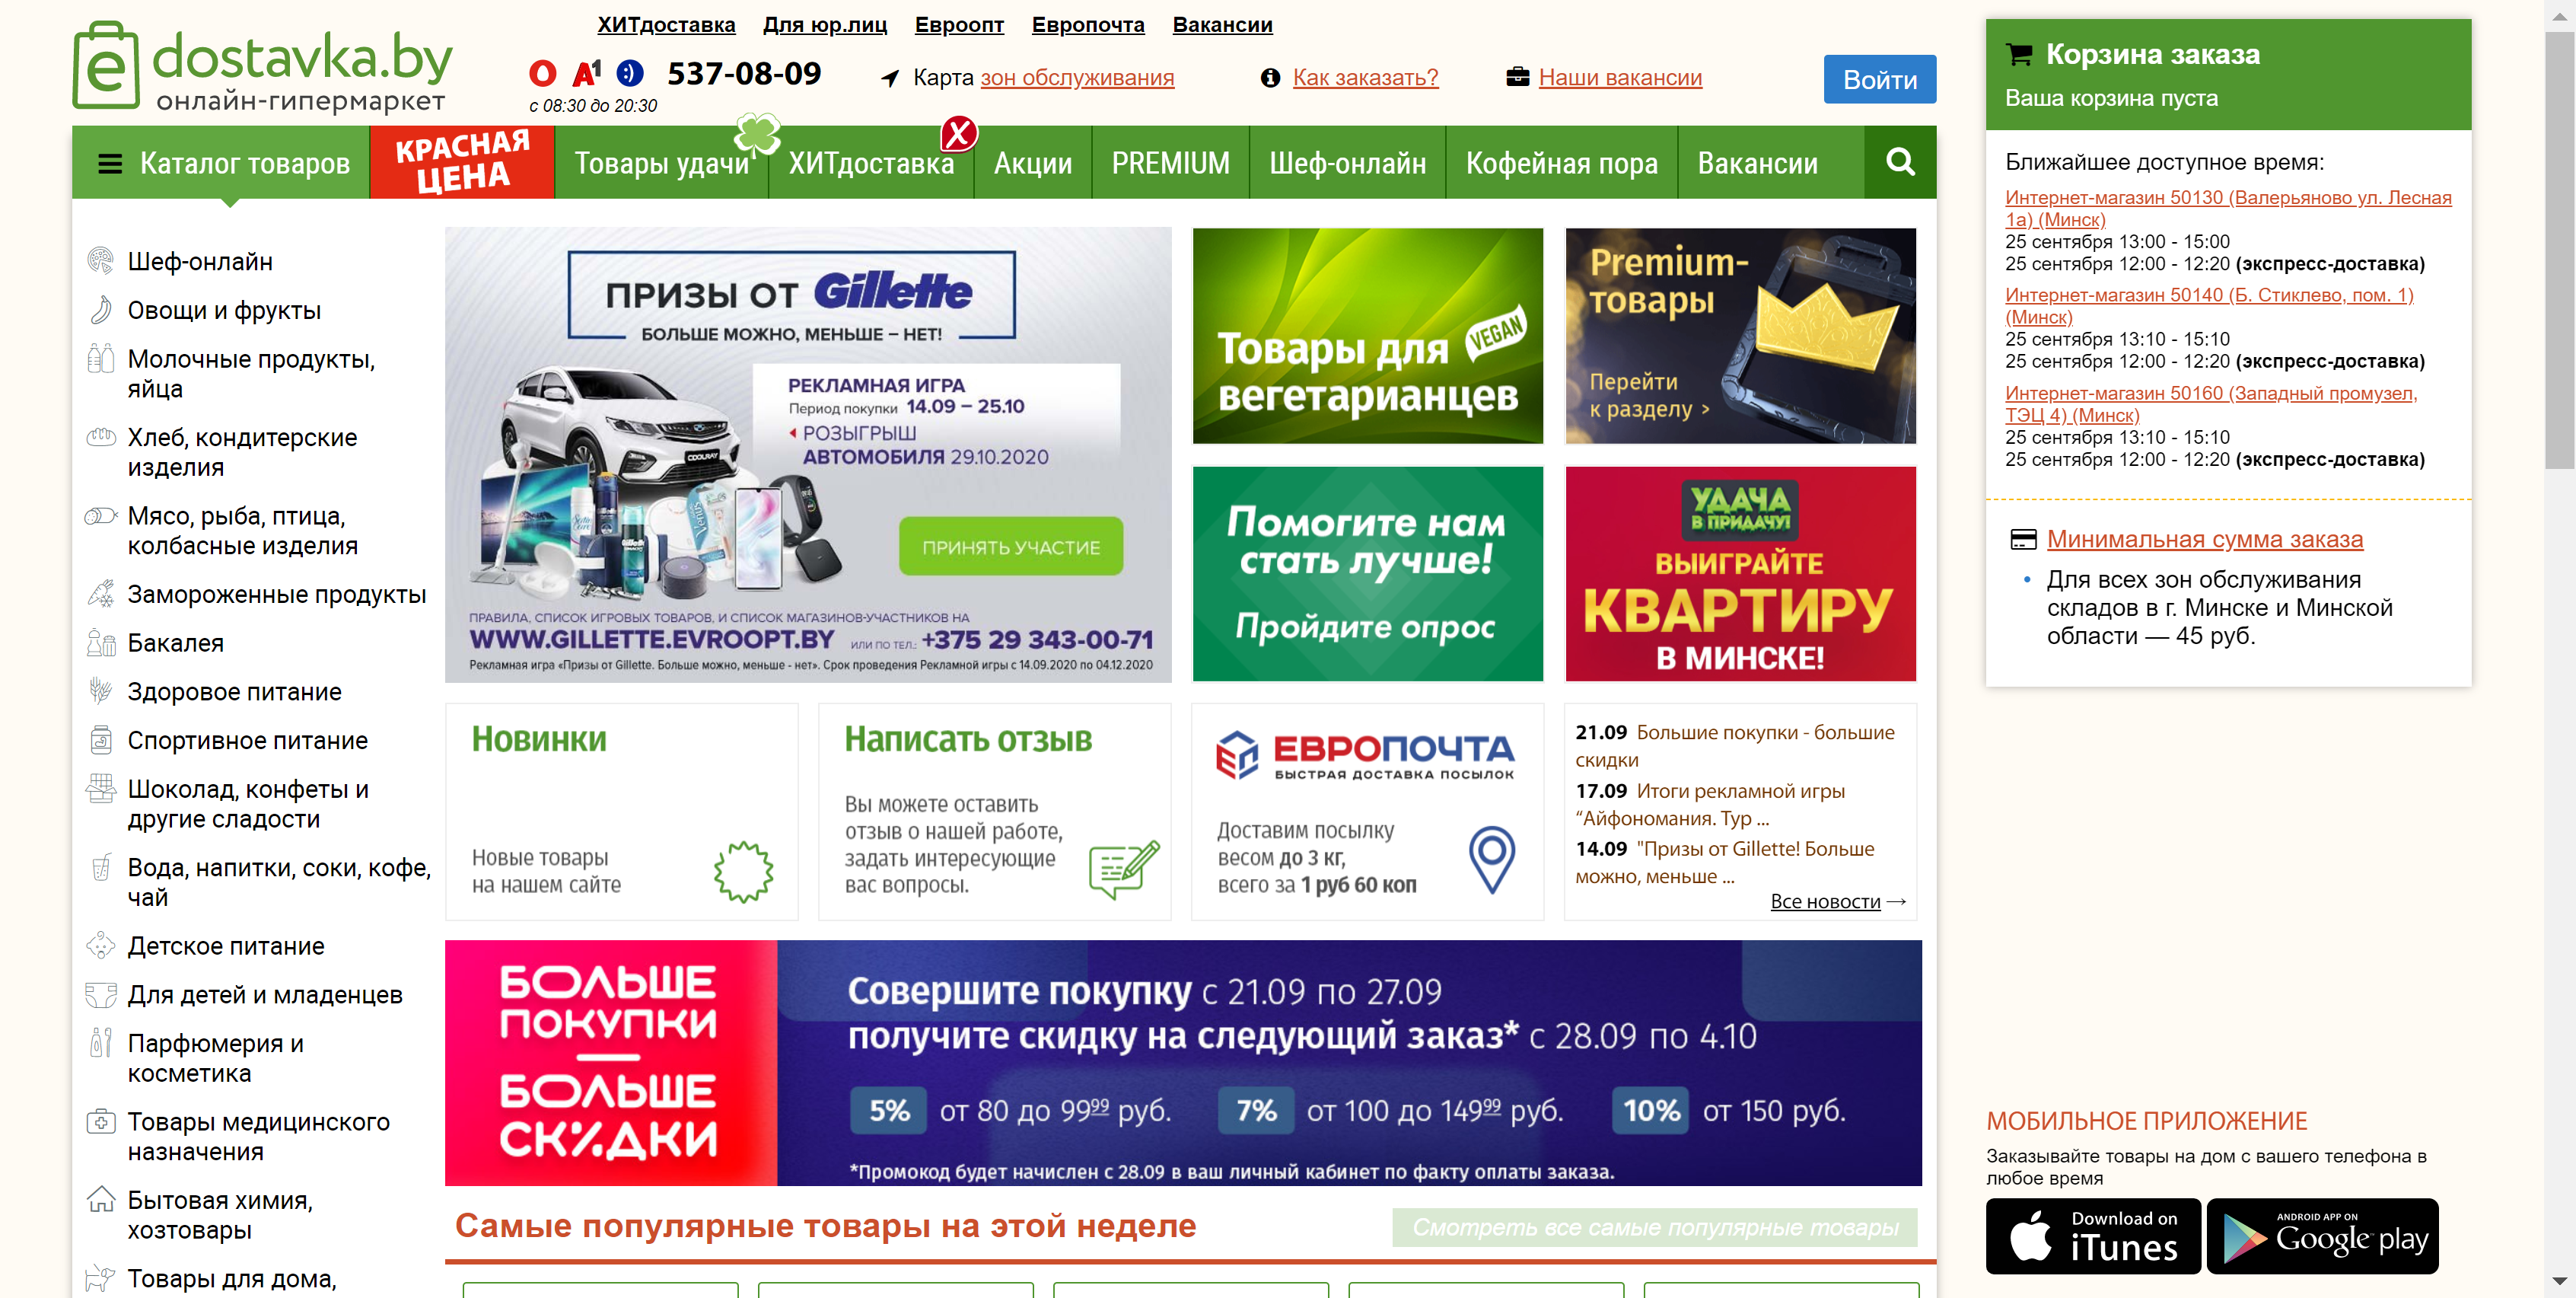 ХИТдоставка Для юр.лиц Евроопт Европочта Вакансии
e dostavka.by
онлайн-гипермаркет
A1 :) 537-08-09
с 08:30 до 20:30
Карта зон обслуживания
Как заказать?
Наши вакансии
Войти
Каталог товаров
КРАСНАЯ
ЦЕНА
Товары удачи
ХИТдоставка
X
Акции
PREMIUM
Шеф-онлайн
Кофейная пора
Вакансии
Шеф-онлайн
Овощи и фрукты
Молочные продукты,
яйца
Хлеб, кондитерские
изделия
Мясо, рыба, птица,
колбасные изделия
Замороженные продукты
Бакалея
Здоровое питание
Спортивное питание
Шоколад, конфеты и
другие сладости
Вода, напитки, соки, кофе,
чай
Детское питание
Для детей и младенцев
Парфюмерия и
косметика
Товары медицинского
назначения
Бытовая химия,
хозтовары
Товары для дома,
ПРИЗЫ ОТ Gillette
БОЛЬШЕ МОЖНО, МЕНЬШЕ – НЕТ!
РЕКЛАМНАЯ ИГРА
Период покупки 14.09 – 25.10
РОЗЫГРЫШ
АВТОМОБИЛЯ 29.10.2020
COOLRAY
Venus
ПРИНЯТЬ УЧАСТИЕ
ПРАВИЛА, СПИСОК ИГРОВЫХ ТОВАРОВ, И СПИСОК МАГАЗИНОВ-УЧАСТНИКОВ НА
WWW.GILLETTE.EVROOPT.BY ИЛИ ПО ТЕЛ.: +375 29 343-00-71
Рекламная игра «Призы от Gillette. Больше можно, меньше - нет». Срок проведения Рекламной игры с 14.09.2020 по 04.12.2020
Товары для
вегетарианцев
VEGAN
Premium-
товары
Перейти
к разделу >
Помогите нам
стать лучше!
Пройдите опрос
УДАЧА
В ПРИДАЧУ!
ВЫИГРАЙТЕ
КВАРТИРУ
В МИНСКЕ!
Новинки
Новые товары
на нашем сайте
Написать отзыв
Вы можете оставить
отзыв о нашей работе,
задать интересующие
вас вопросы.
ЕВРОПОЧТА
БЫСТРАЯ ДОСТАВКА ПОСЫЛОК
Доставим посылку
весом до 3 кг,
всего за 1 руб 60 коп
21.09 Большие покупки - большие
скидки
17.09 Итоги рекламной игры
“Айфономания. Тур ...
14.09 "Призы от Gillette! Больше
можно, меньше ...
Все новости →
БОЛЬШЕ
ПОКУПКИ
—
БОЛЬШЕ
СКИДКИ
Совершите покупку с 21.09 по 27.09
получите скидку на следующий заказ* с 28.09 по 4.10
5% от 80 до 99⁹⁹ руб. 7% от 100 до 149⁹⁹ руб. 10% от 150 руб.
*Промокод будет начислен с 28.09 в ваш личный кабинет по факту оплаты заказа.
Самые популярные товары на этой неделе
Смотреть все самые популярные товары
Корзина заказа
Ваша корзина пуста
Ближайшее доступное время:
Интернет-магазин 50130 (Валерьяново ул. Лесная
1а) (Минск)
25 сентября 13:00 - 15:00
25 сентября 12:00 - 12:20 (экспресс-доставка)
Интернет-магазин 50140 (Б. Стиклево, пом. 1)
(Минск)
25 сентября 13:10 - 15:10
25 сентября 12:00 - 12:20 (экспресс-доставка)
Интернет-магазин 50160 (Западный промузел,
ТЭЦ 4) (Минск)
25 сентября 13:10 - 15:10
25 сентября 12:00 - 12:20 (экспресс-доставка)
Минимальная сумма заказа
• Для всех зон обслуживания
складов в г. Минске и Минской
области — 45 руб.
МОБИЛЬНОЕ ПРИЛОЖЕНИЕ
Заказывайте товары на дом с вашего телефона в
любое время
Download on
iTunes
ANDROID APP ON
Google play